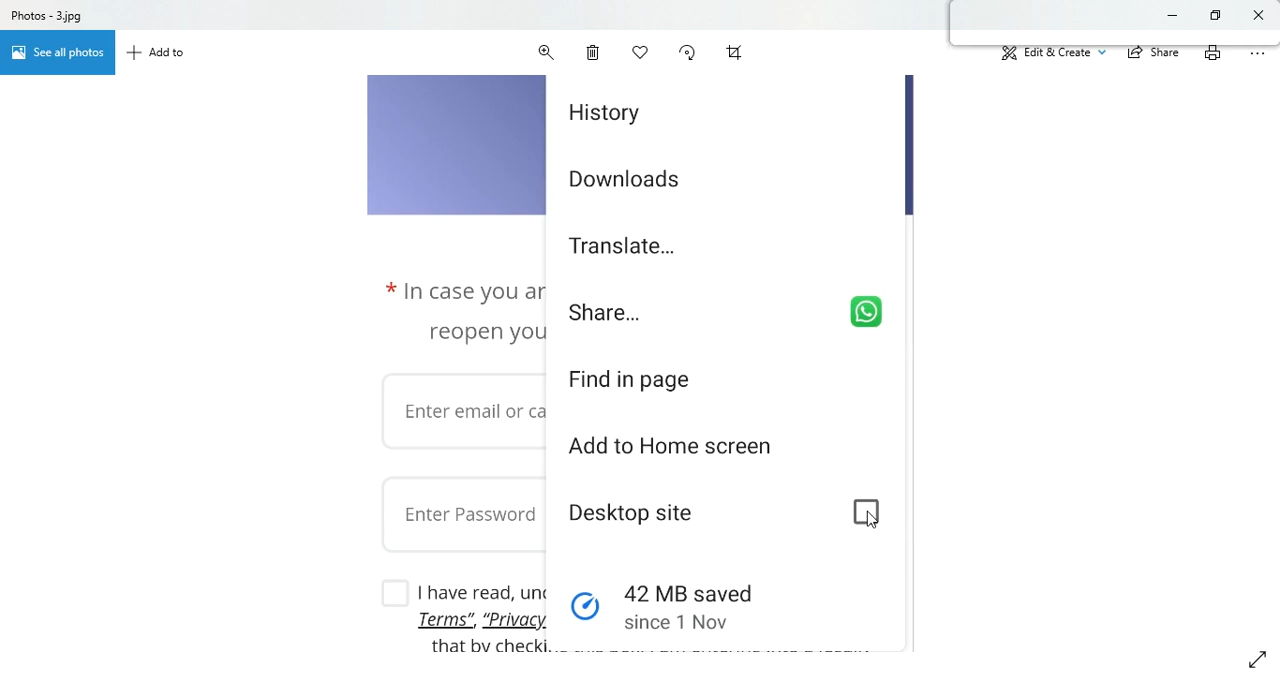 Photos - 3.jpg
See all photos
Add to
Edit & Create
Share
History
Downloads
Translate...
Share...
Find in page
Add to Home screen
Desktop site
42 MB saved
since 1 Nov
* In case you ar
reopen you
Enter email or ca
Enter Password
I have read, un
Terms", "Privacy
that by checki